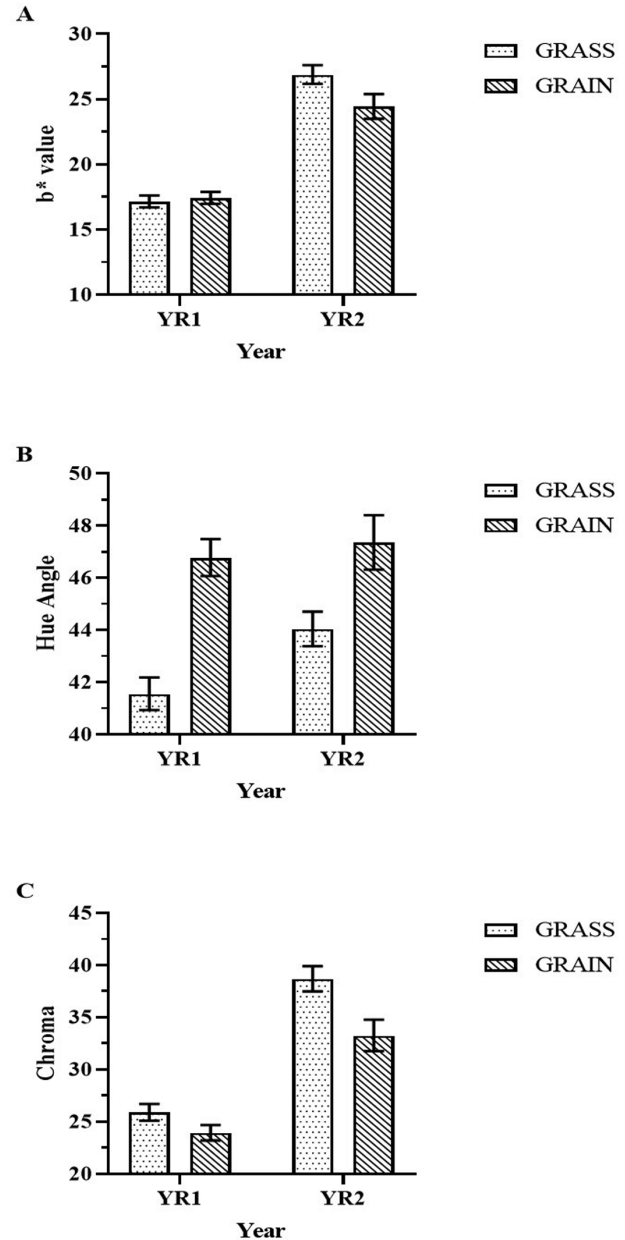 A
30
25
20
15
10
b* value
YR1 YR2
Year
GRASS
GRAIN
B
50
48
46
44
42
40
Hue Angle
YR1 YR2
Year
GRASS
GRAIN
C
45
40
35
30
25
20
Chroma
YR1 YR2
Year
GRASS
GRAIN